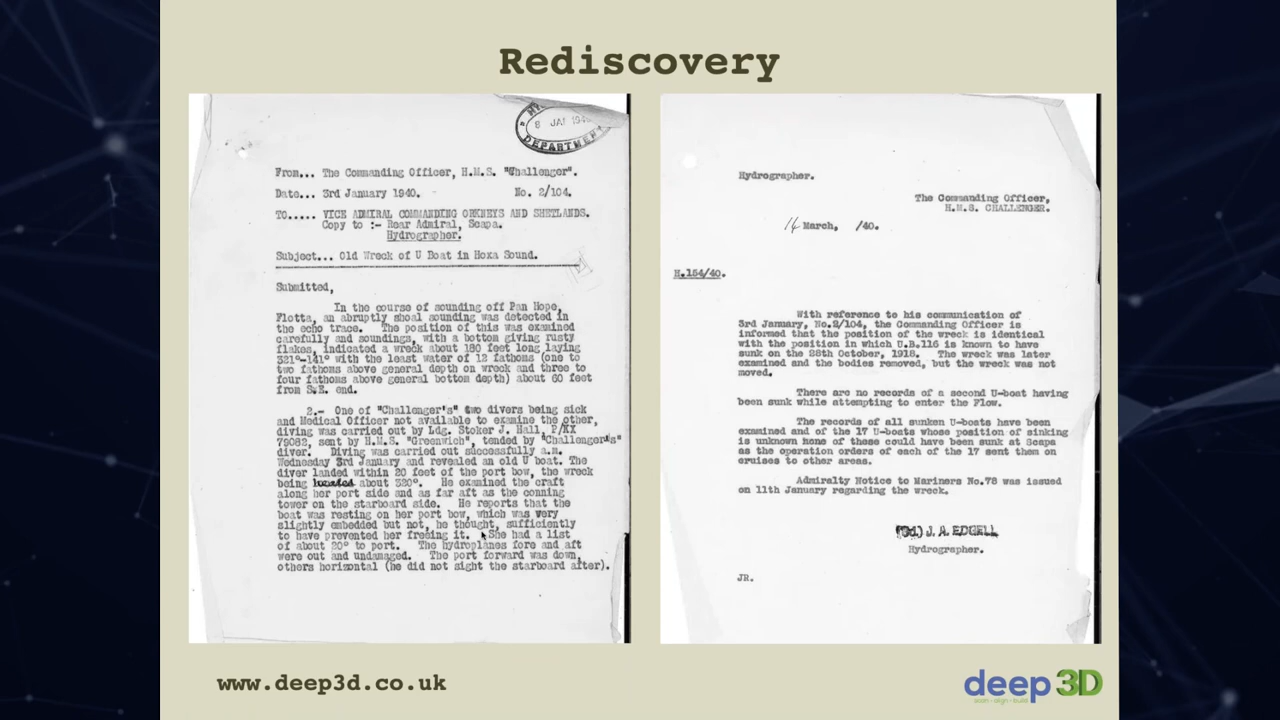 Rediscovery
8 JAN 194
DEPARTMENT
From... The Commanding Officer, H.M.S. "Challenger".
Date... 3rd January 1940. No. 2/104.
TO..... VICE ADMIRAL COMMANDING ORKNEYS AND SHETLANDS.
Copy to :- Rear Admiral, Scapa.
Hydrographer.
Subject... Old Wreck of U Boat in Hoxa Sound.
Submitted,
In the course of sounding off Pan Hope,
Flotta, an abruptly shoal sounding was detected in
the echo trace. The position of this was examined
carefully and soundings, with a bottom giving rusty
flakes, indicated a wreck about 180 feet long laying
321°-141° with the least water of 12 fathoms (one to
two fathoms above general depth on wreck and three to
four fathoms above general bottom depth) about 60 feet
from S.E. end.
2.- One of "Challenger's" two divers being sick
and Medical Officer not available to examine the other,
diving was carried out by Ldg. Stoker J. Hall, P/KX
79082, sent by H.M.S. "Greenwich", tended by "Challenger's"
diver. Diving was carried out successfully a.m.
Wednesday 3rd January and revealed an old U boat. The
diver landed within 20 feet of the port bow, the wreck
being located about 320°. He examined the craft
along her port side and as far aft as the conning
tower on the starboard side. He reports that the
boat was resting on her port bow, which was very
slightly embedded but not, he thought, sufficiently
to have prevented her freeing it. She had a list
of about 20° to port. The hydroplanes fore and aft
were out and undamaged. The port forward was down,
others horizontal (he did not sight the starboard after).
Hydrographer.
The Commanding Officer,
H.M.S. CHALLENGER.
14 March, /40.
H.154/40.
With reference to his communication of
3rd January, No.2/104, the Commanding Officer is
informed that the position of the wreck is identical
with the position in which U.B.116 is known to have
sunk on the 28th October, 1918. The wreck was later
examined and the bodies removed, but the wreck was not
moved.
There are no records of a second U-boat having
been sunk while attempting to enter the Flow.
The records of all sunken U-boats have been
examined and of the 17 U-boats whose position of sinking
is unknown none of these could have been sunk at Scapa
as the operation orders of each of the 17 sent them on
cruises to other areas.
Admiralty Notice to Mariners No.78 was issued
on 11th January regarding the wreck.
(Sd.) J. A. EDGELL
Hydrographer.
JR.
www.deep3d.co.uk
deep3D
scan - align - build